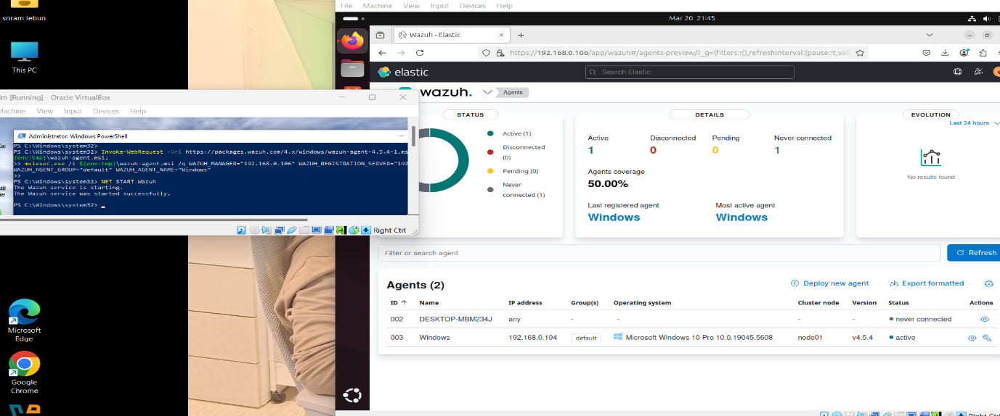 sriram leburi
This PC
im [Running] - Oracle VirtualBox
Machine View Input Devices Help
Administrator: Windows PowerShell
PS C:\Windows\system32>
PS C:\Windows\system32> Invoke-WebRequest -Uri https://packages.wazuh.com/4.x/windows/wazuh-agent-4.5.4-1.ms
{env:tmp}\wazuh-agent.msi;
>> msiexec.exe /i ${env:tmp}\wazuh-agent.msi /q WAZUH_MANAGER="192.168.0.106" WAZUH_REGISTRATION_SERVER="192
WAZUH_AGENT_GROUP="default" WAZUH_AGENT_NAME="Windows"
>>
PS C:\Windows\system32> NET START Wazuh
The Wazuh service is starting.
The Wazuh service was started successfully.
PS C:\Windows\system32> _
Right Ctrl
Microsoft
Edge
Google
Chrome
File Machine View Input Devices Help
Mar 20 21:45
Wazuh - Elastic
https://192.168.0.106/app/wazuh#/agents-preview/?_g=(filters:!(),refreshInterval:(pause:!t,val
elastic
Search Elastic
wazuh. Agents
STATUS
Active (1)
Disconnected
(0)
Pending (0)
Never
connected (1)
DETAILS
Active Disconnected Pending Never connected
1 0 0 1
Agents coverage
50.00%
Last registered agent Most active agent
Windows Windows
EVOLUTION
Last 24 hours
No results found
Filter or search agent
Refresh
Agents (2)
Deploy new agent Export formatted
ID Name IP address Group(s) Operating system Cluster node Version Status Actions
002 DESKTOP-MBM234J any - - - - never connected
003 Windows 192.168.0.104 default Microsoft Windows 10 Pro 10.0.19045.5608 node01 v4.5.4 active